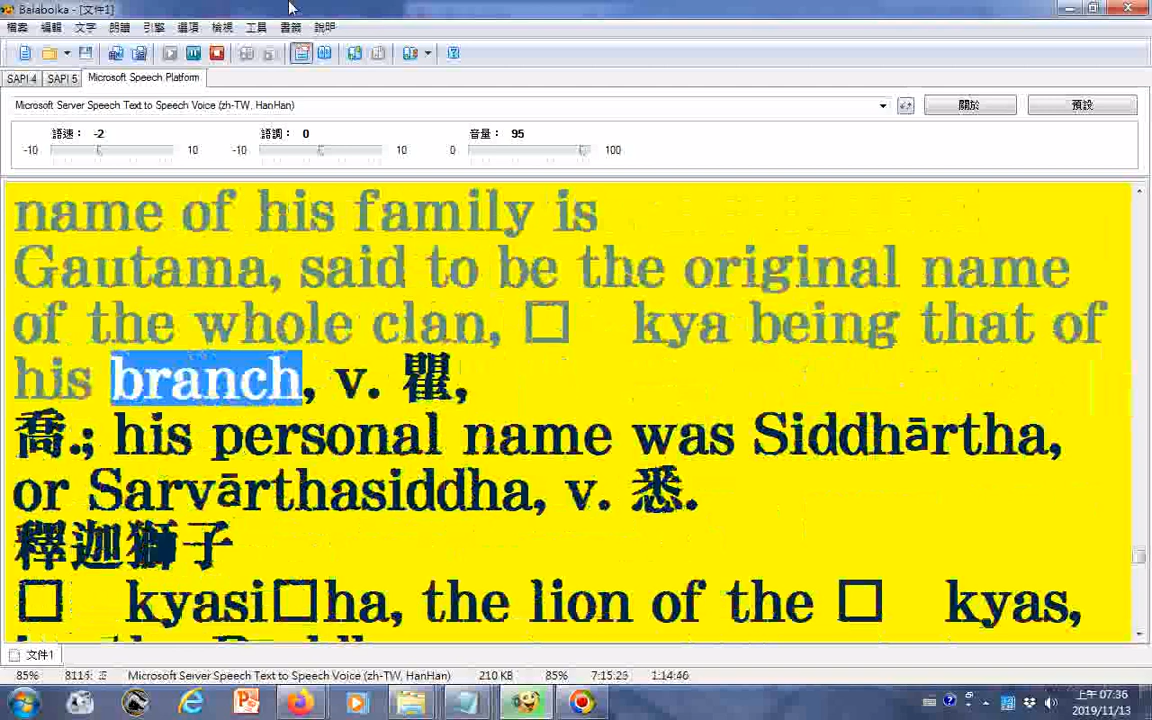 Balabolka - [文件1]
檔案 編輯 文字 朗讀 引擎 選項 檢視 工具 書籤 說明
SAPI 4 SAPI 5 Microsoft Speech Platform
Microsoft Server Speech Text to Speech Voice (zh-TW, HanHan) 關於 預設
語速： -2 語調： 0 音量： 95
-10 10 -10 10 0 100
name of his family is
Gautama, said to be the original name
of the whole clan, □ kya being that of
his branch, v. 瞿,
喬.; his personal name was Siddhārtha,
or Sarvārthasiddha, v. 悉.
釋迦獅子
□ kyasi□ha, the lion of the □ kyas,
文件1
85% Microsoft Server Speech Text to Speech Voice (zh-TW, HanHan) 210 KB 85% 7:15:23 1:14:46
上午 07:36
2019/11/13